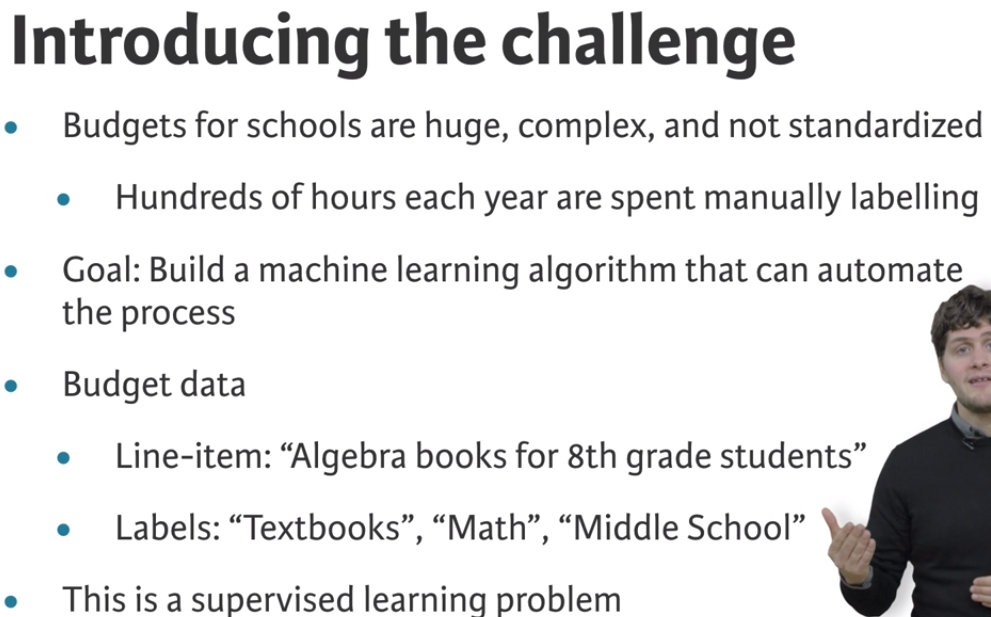 Introducing the challenge
Budgets for schools are huge, complex, and not standardized
Hundreds of hours each year are spent manually labelling
Goal: Build a machine learning algorithm that can automate
the process
Budget data
Line-item: “Algebra books for 8th grade students”
Labels: “Textbooks”, “Math”, “Middle School”
This is a supervised learning problem